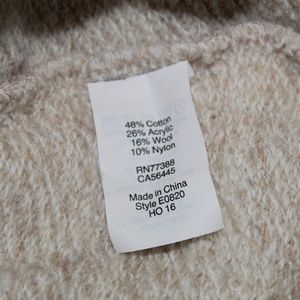 48% Cotton
26% Acrylic
16% Wool
10% Nylon
RN77388
CA56445
Made in China
Style E0820
HO 16